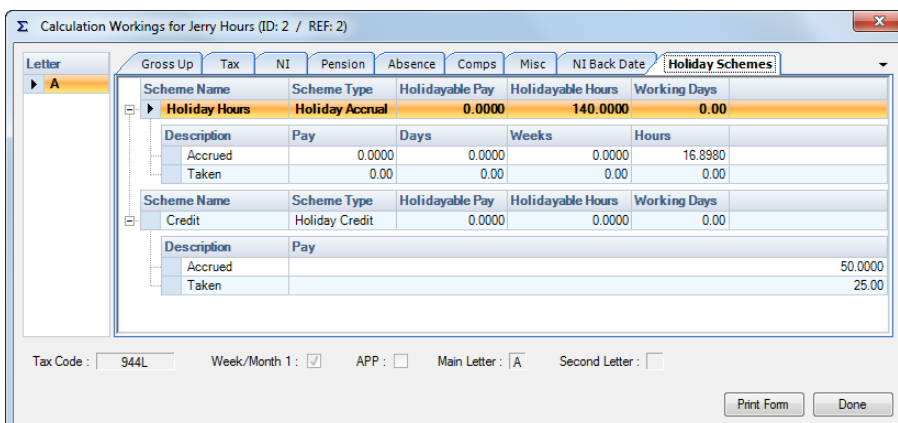 Σ Calculation Workings for Jerry Hours (ID: 2 / REF: 2)
Letter
A
Gross Up Tax NI Pension Absence Comps Misc NI Back Date Holiday Schemes
Scheme Name Scheme Type Holidayable Pay Holidayable Hours Working Days
Holiday Hours Holiday Accrual 0.0000 140.0000 0.00
Description Pay Days Weeks Hours
Accrued 0.0000 0.0000 0.0000 16.8980
Taken 0.00 0.00 0.00 0.00
Scheme Name Scheme Type Holidayable Pay Holidayable Hours Working Days
Credit Holiday Credit 0.0000 0.0000 0.00
Description Pay
Accrued 50.0000
Taken 25.00
Tax Code : 944L Week/Month 1 : APP : Main Letter : A Second Letter :
Print Form Done